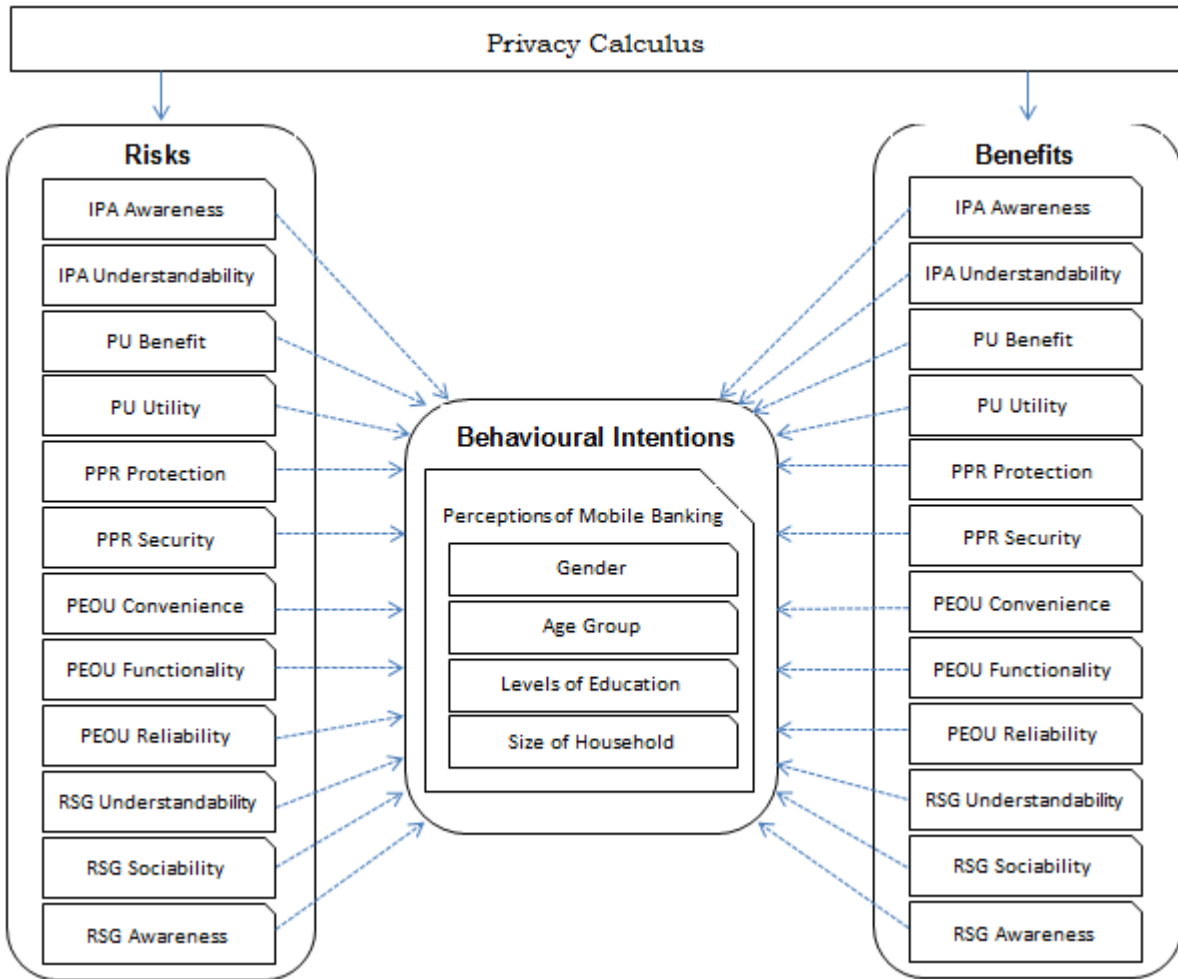 Privacy Calculus
Risks
IPA Awareness
IPA Understandability
PU Benefit
PU Utility
PPR Protection
PPR Security
PEOU Convenience
PEOU Functionality
PEOU Reliability
RSG Understandability
RSG Sociability
RSG Awareness
Behavioural Intentions
Perceptions of Mobile Banking
Gender
Age Group
Levels of Education
Size of Household
Benefits
IPA Awareness
IPA Understandability
PU Benefit
PU Utility
PPR Protection
PPR Security
PEOU Convenience
PEOU Functionality
PEOU Reliability
RSG Understandability
RSG Sociability
RSG Awareness